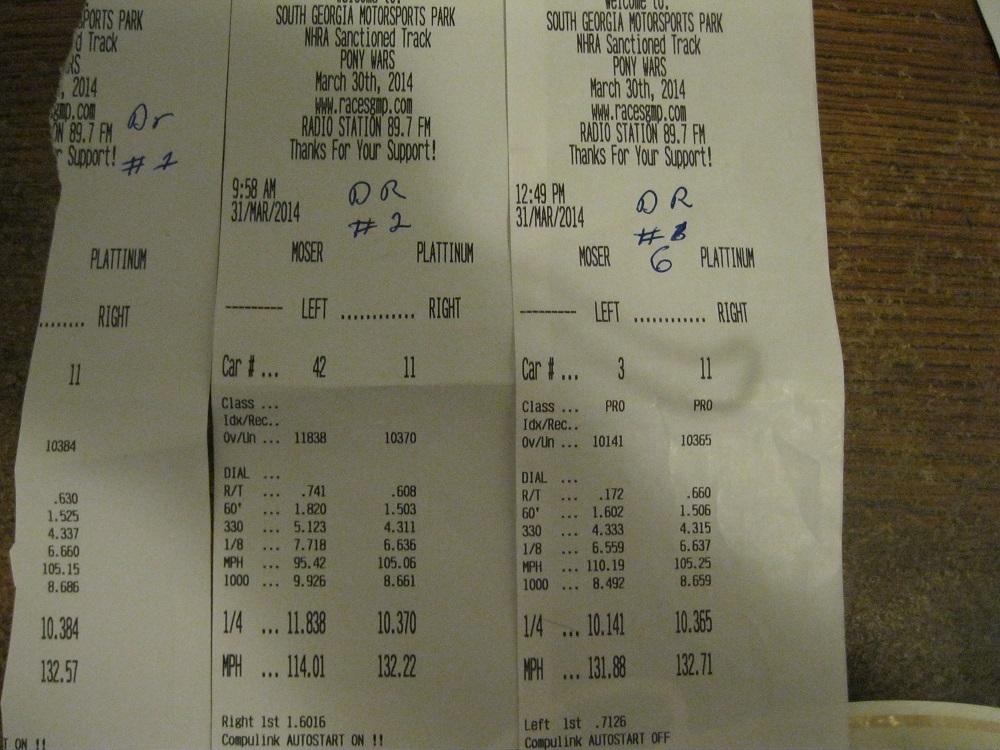 PORTS PARK
d Track
RS
, 2014
gmp.com
ON 89.7 FM
r Support!
Dr
# 1
PLATTINUM
........ RIGHT
11
10384
.630
1.525
4.337
6.660
105.15
8.686
10.384
132.57
T ON !!
Welcome to:
SOUTH GEORGIA MOTORSPORTS PARK
NHRA Sanctioned Track
PONY WARS
March 30th, 2014
www.racesgmp.com
RADIO STATION 89.7 FM
Thanks For Your Support!
9:58 AM
31/MAR/2014
DR
# 2
MOSER PLATTINUM
--------- LEFT ............ RIGHT
Car # ... 42 11
Class ...
Idx/Rec..
Ov/Un ... 11838 10370
DIAL ...
R/T ... .741 .608
60' ... 1.820 1.503
330 ... 5.123 4.311
1/8 ... 7.718 6.636
MPH ... 95.42 105.06
1000 ... 9.926 8.661
1/4 ... 11.838 10.370
MPH ... 114.01 132.22
Right 1st 1.6016
Compulink AUTOSTART ON !!
Welcome to:
SOUTH GEORGIA MOTORSPORTS PARK
NHRA Sanctioned Track
PONY WARS
March 30th, 2014
www.racesgmp.com
RADIO STATION 89.7 FM
Thanks For Your Support!
12:49 PM
31/MAR/2014
DR
#
6
MOSER PLATTINUM
--------- LEFT ............ RIGHT
Car # ... 3 11
Class ... PRO PRO
Idx/Rec..
Ov/Un ... 10141 10365
DIAL ...
R/T ... .172 .660
60' ... 1.602 1.506
330 ... 4.333 4.315
1/8 ... 6.559 6.637
MPH ... 110.19 105.25
1000 ... 8.492 8.659
1/4 ... 10.141 10.365
MPH ... 131.88 132.71
Left 1st .7126
Compulink AUTOSTART OFF